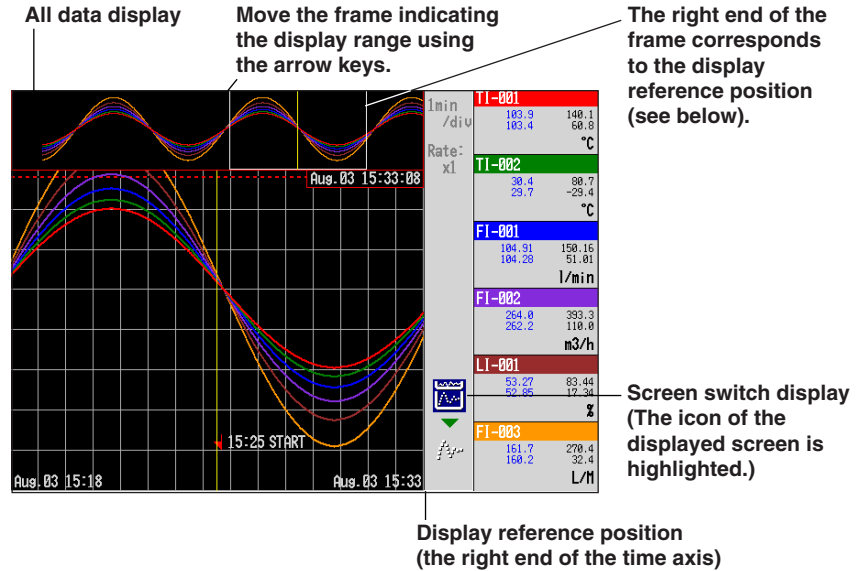 All data display
Move the frame indicating
the display range using
the arrow keys.
The right end of the
frame corresponds
to the display
reference position
(see below).
1min
/div
Rate:
x1
Aug.03 15:33:08
15:25 START
Aug.03 15:18
Aug.03 15:33
TI-001
103.9 140.1
103.4 60.8
°C
TI-002
30.4 80.7
29.7 -29.4
°C
FI-001
104.91 150.16
104.28 51.01
l/min
FI-002
264.0 393.3
262.2 110.0
m3/h
LI-001
53.27 83.44
52.85 17.34
%
FI-003
161.7 270.4
160.2 32.4
L/M
Screen switch display
(The icon of the
displayed screen is
highlighted.)
Display reference position
(the right end of the time axis)